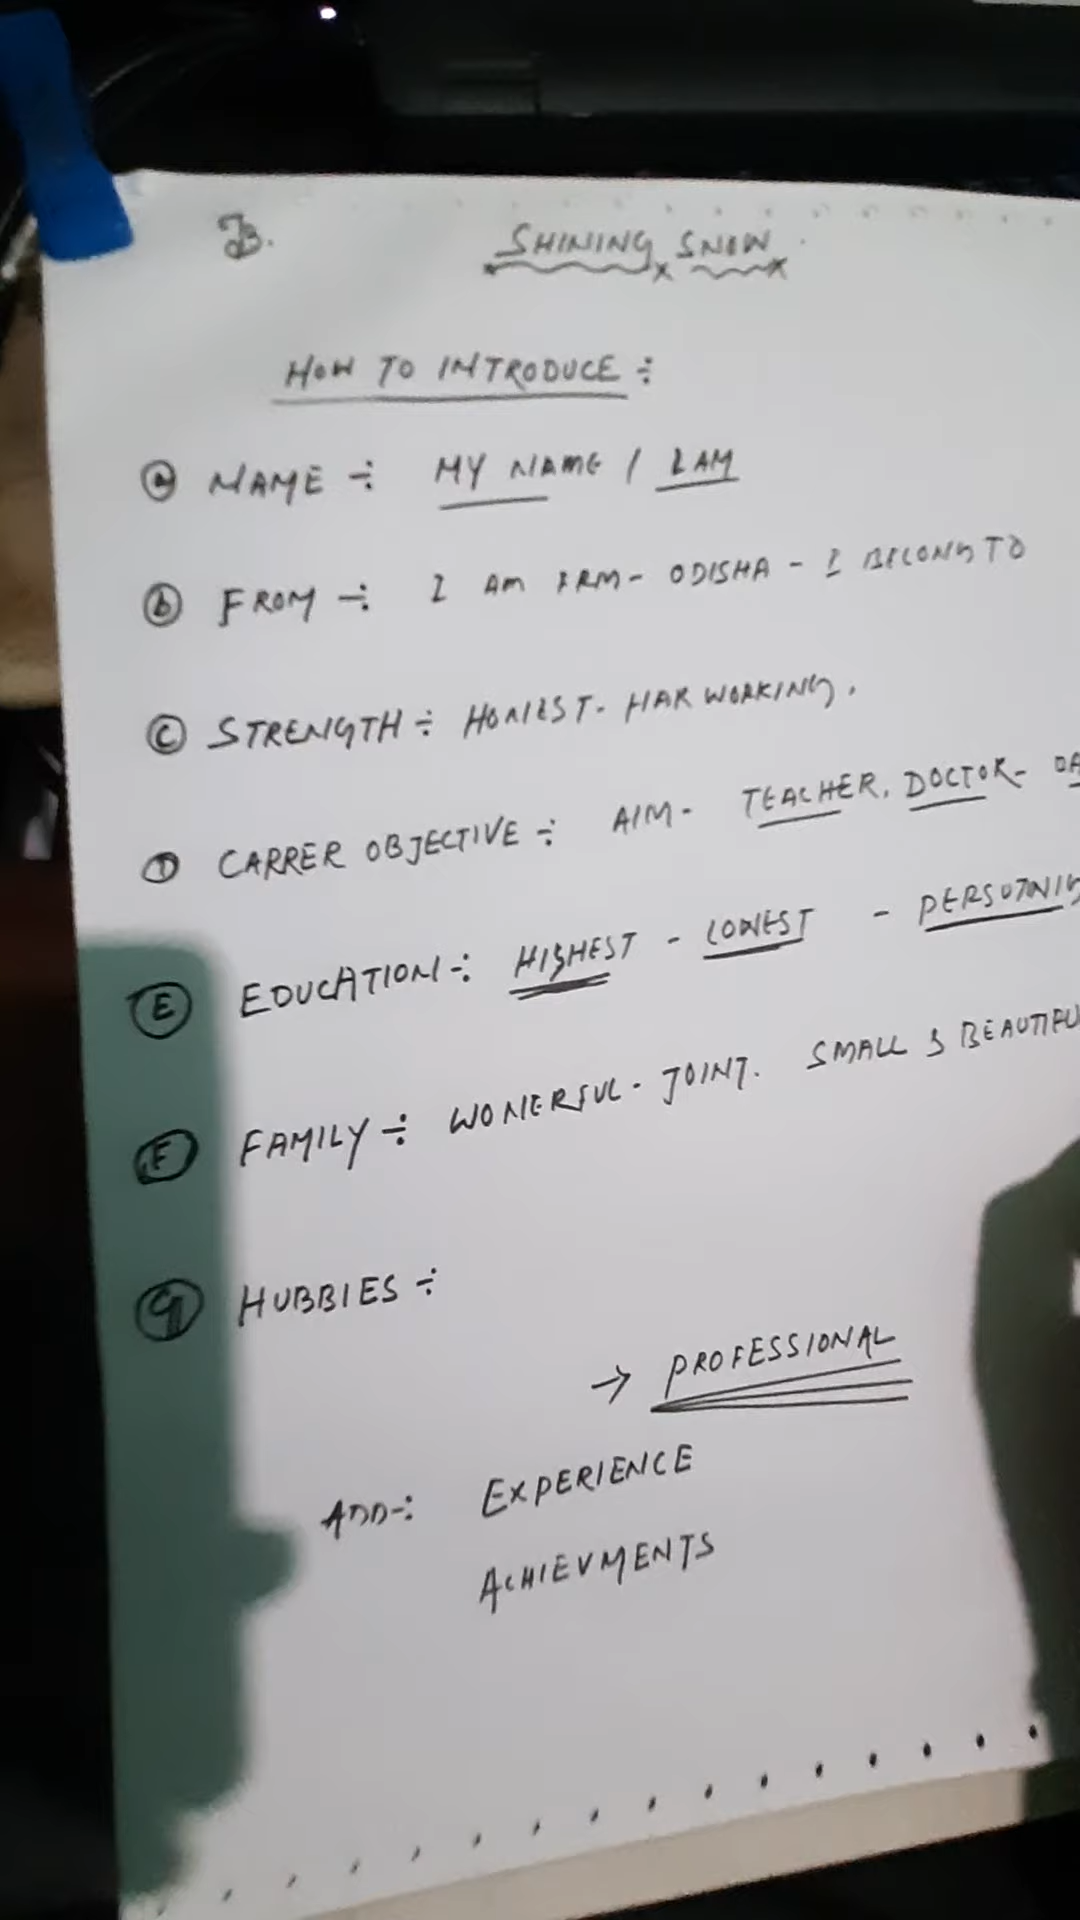 B.
SHINING SNOW
HOW TO INTRODUCE ÷
(a) NAME ÷ MY NAME / I AM
(b) FROM ÷ I AM FRM - ODISHA - I BELONG TO
(C) STRENGTH ÷ HONEST - HAR WORKING.
(D) CARRER OBJECTIVE ÷ AIM - TEACHER, DOCTOR -
(E) EDUCATION ÷ HIGHEST - LOWEST -
(F) FAMILY ÷ WONERFUL - JOINT. SMALL & BEAUTIFU
(G) HUBBIES ÷
→ PROFESSIONAL
ADD ÷ EXPERIENCE
ACHIEVMENTS